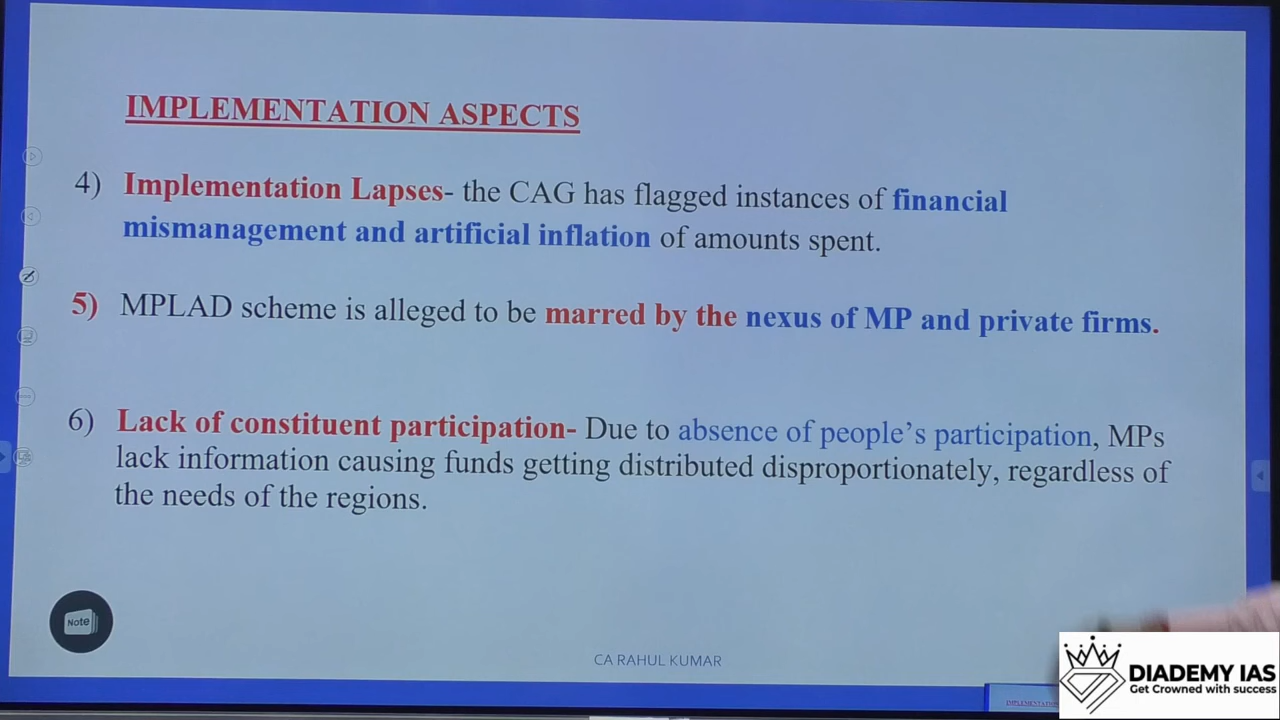 IMPLEMENTATION ASPECTS
4) Implementation Lapses- the CAG has flagged instances of financial
mismanagement and artificial inflation of amounts spent.
5) MPLAD scheme is alleged to be marred by the nexus of MP and private firms.
6) Lack of constituent participation- Due to absence of people’s participation, MPs
lack information causing funds getting distributed disproportionately, regardless of
the needs of the regions.
Note
CA RAHUL KUMAR
DIADEMY IAS
Get Crowned with success